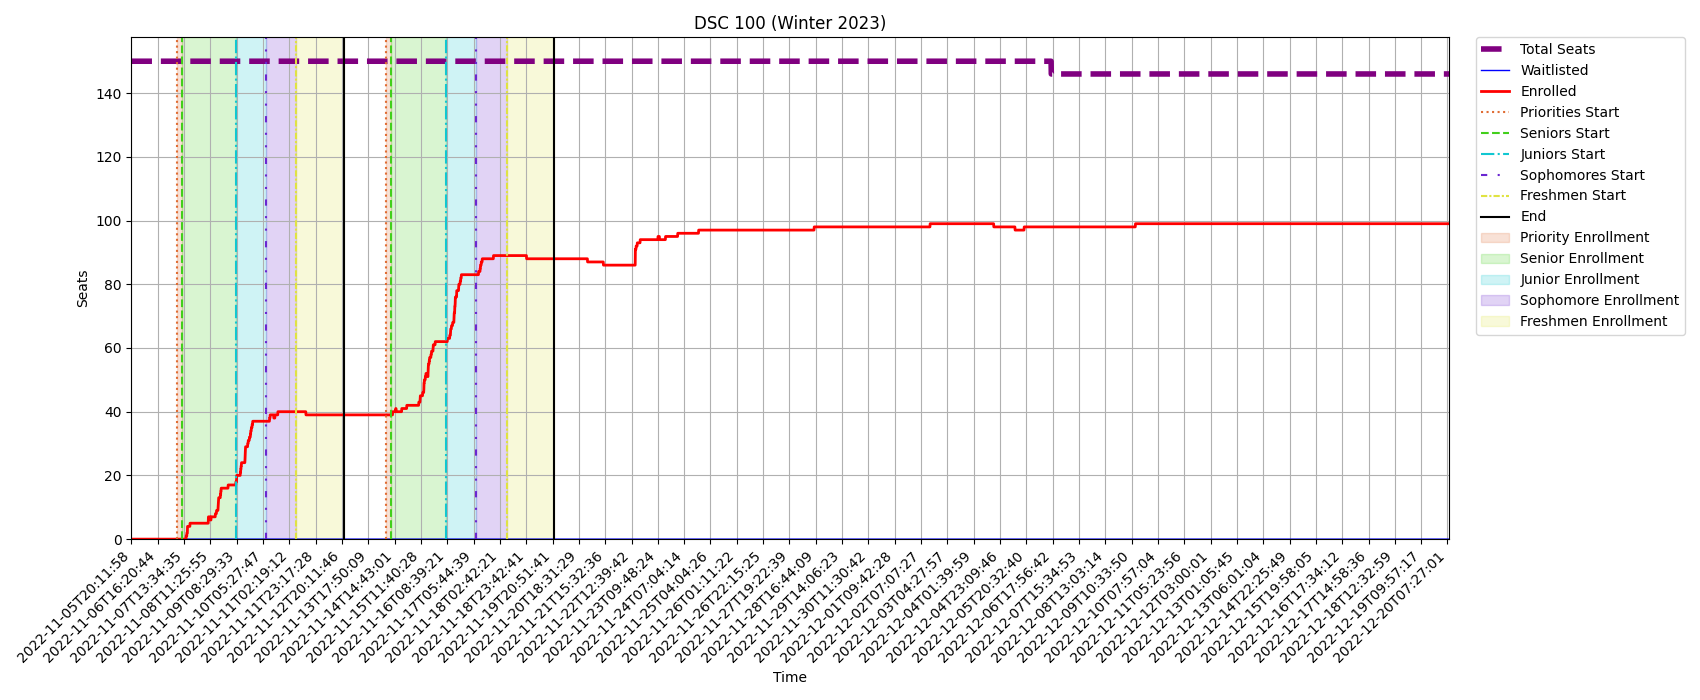 DSC 100 (Winter 2023)
Seats
140
120
100
80
60
40
20
0
2022-11-05T20:11:58
2022-11-06T16:20:44
2022-11-07T13:34:35
2022-11-08T11:25:55
2022-11-09T08:29:33
2022-11-10T05:27:47
2022-11-11T02:19:12
2022-11-11T23:17:28
2022-11-12T20:11:46
2022-11-13T17:50:09
2022-11-14T14:43:01
2022-11-15T11:40:28
2022-11-16T08:39:21
2022-11-17T05:44:39
2022-11-18T02:42:21
2022-11-18T23:42:41
2022-11-19T20:51:41
2022-11-20T18:31:29
2022-11-21T15:32:36
2022-11-22T12:39:42
2022-11-23T09:48:24
2022-11-24T07:04:14
2022-11-25T04:04:26
2022-11-26T01:11:22
2022-11-26T22:15:25
2022-11-27T19:22:39
2022-11-28T16:44:09
2022-11-29T14:06:23
2022-11-30T11:30:42
2022-12-01T09:42:28
2022-12-02T07:07:27
2022-12-03T04:27:57
2022-12-04T01:39:59
2022-12-04T23:09:46
2022-12-05T20:32:40
2022-12-06T17:56:42
2022-12-07T15:34:53
2022-12-08T13:03:14
2022-12-09T10:33:50
2022-12-10T07:57:04
2022-12-11T05:23:56
2022-12-12T03:00:01
2022-12-13T01:05:45
2022-12-13T06:01:04
2022-12-14T22:25:49
2022-12-15T19:58:05
2022-12-16T17:34:12
2022-12-17T14:58:36
2022-12-18T12:32:59
2022-12-19T09:57:17
2022-12-20T07:27:01
Time
Total Seats
Waitlisted
Enrolled
Priorities Start
Seniors Start
Juniors Start
Sophomores Start
Freshmen Start
End
Priority Enrollment
Senior Enrollment
Junior Enrollment
Sophomore Enrollment
Freshmen Enrollment